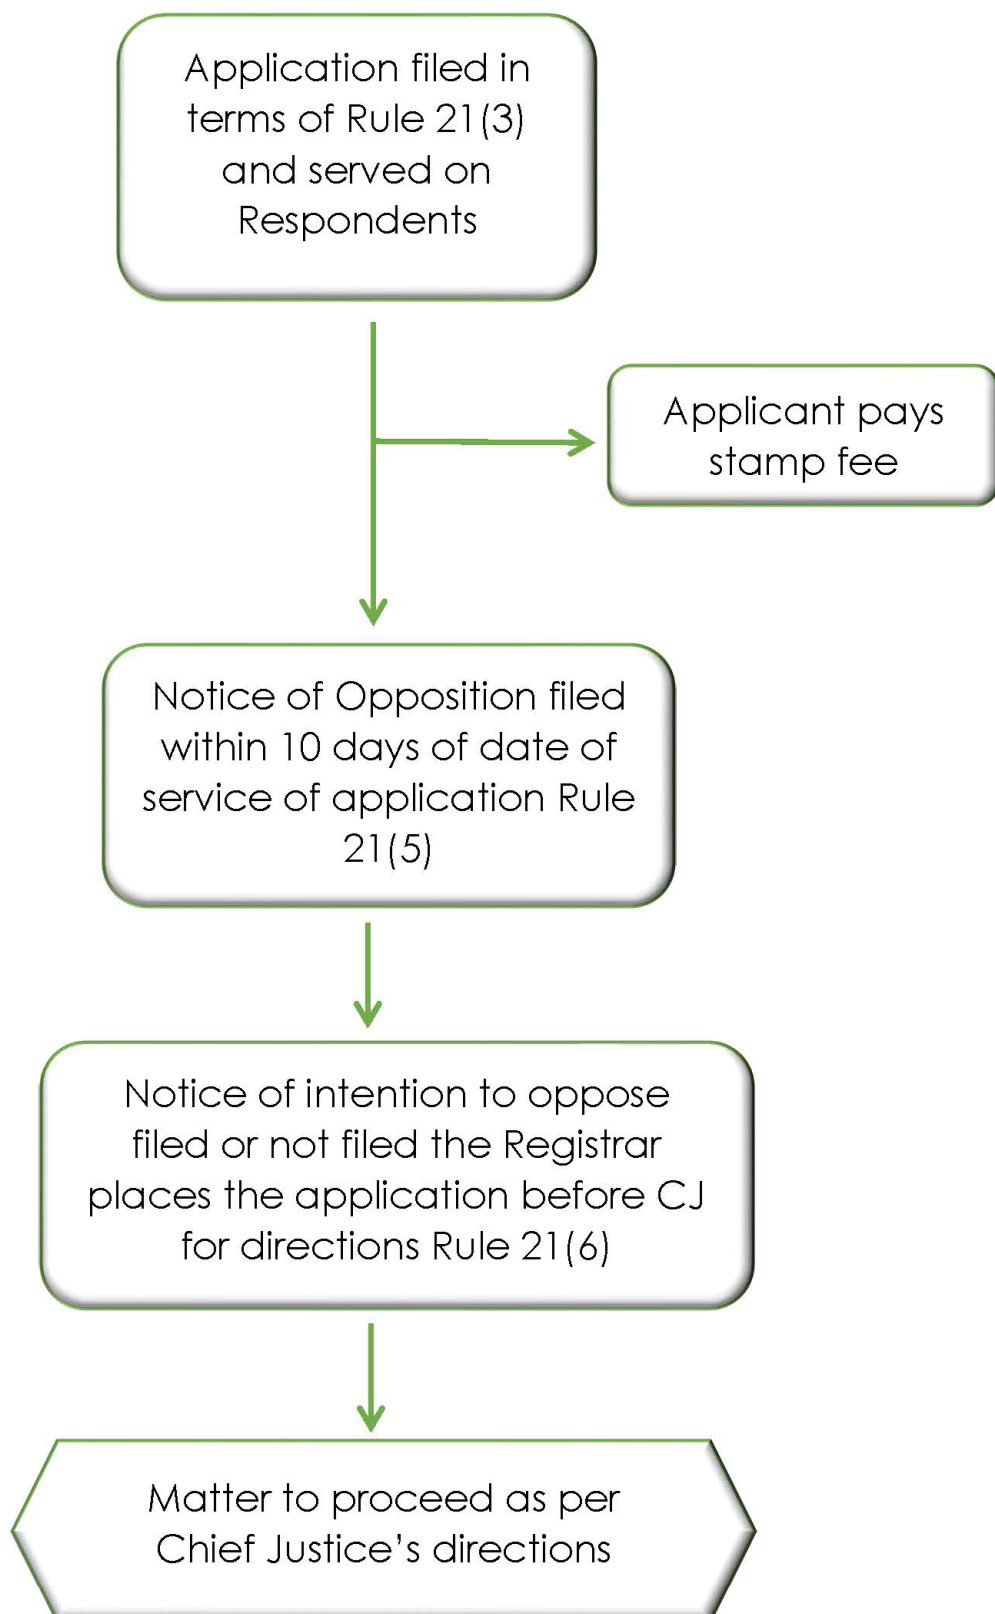 Application filed in
terms of Rule 21(3)
and served on
Respondents
Applicant pays
stamp fee
Notice of Opposition filed
within 10 days of date of
service of application Rule
21(5)
Notice of intention to oppose
filed or not filed the Registrar
places the application before CJ
for directions Rule 21(6)
Matter to proceed as per
Chief Justice’s directions